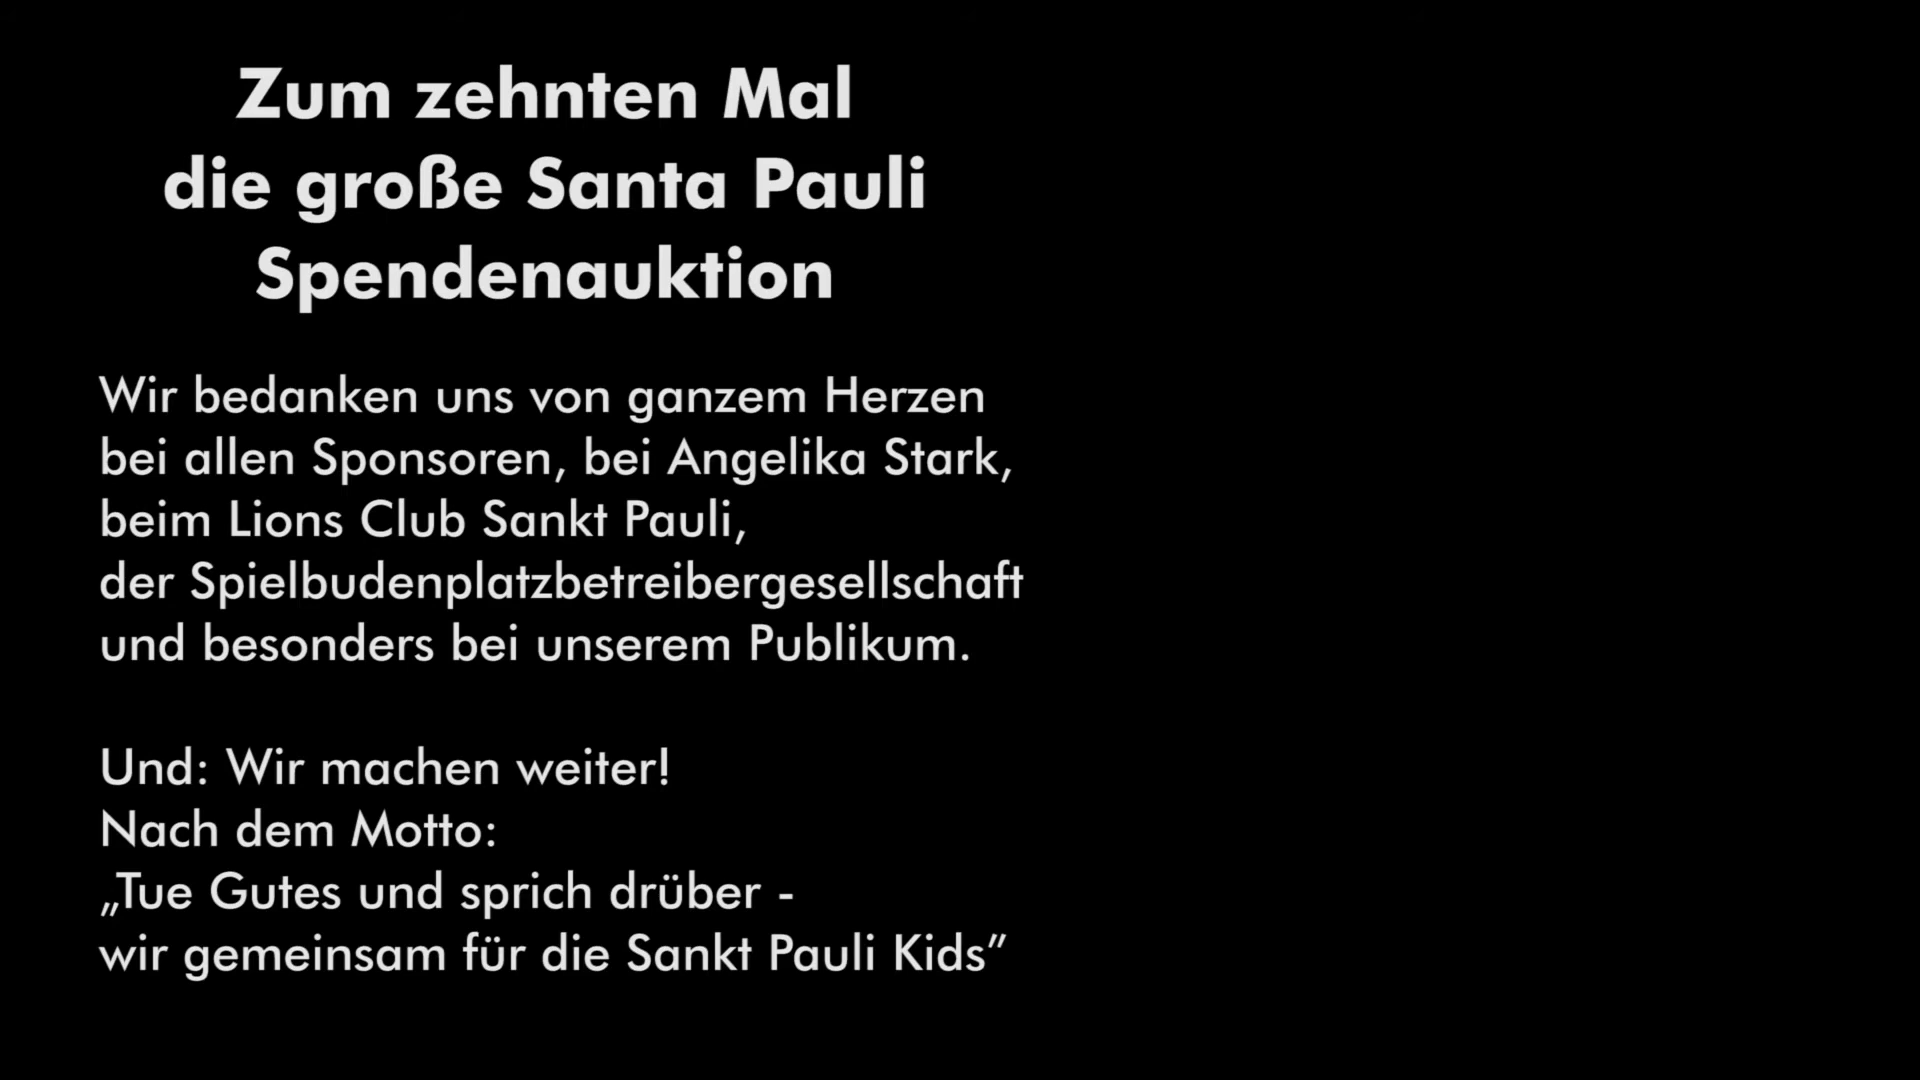 Zum zehnten Mal
die große Santa Pauli
Spendenauktion
Wir bedanken uns von ganzem Herzen
bei allen Sponsoren, bei Angelika Stark,
beim Lions Club Sankt Pauli,
der Spielbudenplatzbetreibergesellschaft
und besonders bei unserem Publikum.
Und: Wir machen weiter!
Nach dem Motto:
„Tue Gutes und sprich drüber -
wir gemeinsam für die Sankt Pauli Kids”